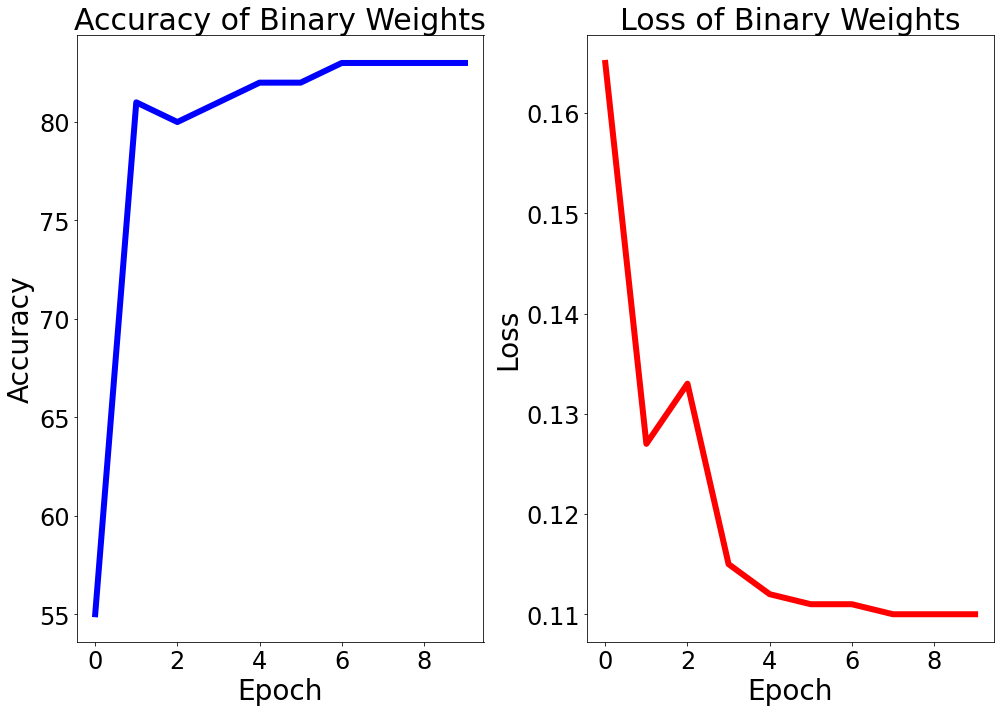 Accuracy of Binary Weights
Accuracy
80
75
70
65
60
55
0 2 4 6 8
Epoch
Loss of Binary Weights
Loss
0.16
0.15
0.14
0.13
0.12
0.11
0 2 4 6 8
Epoch